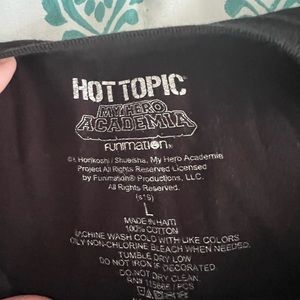 HOT TOPIC
MY HERO
ACADEMIA
FUNIMATION®
©K. Horikoshi / Shueisha, My Hero Academia
Project All Rights Reserved Licensed
by Funimation® Productions, LLC.
All Rights Reserved.
(s19)
L
MADE IN HAITI
100% COTTON
MACHINE WASH COLD WITH LIKE COLORS
ONLY NON-CHLORINE BLEACH WHEN NEEDED.
TUMBLE DRY LOW
DO NOT IRON IF DECORATED.
DO NOT DRY CLEAN.